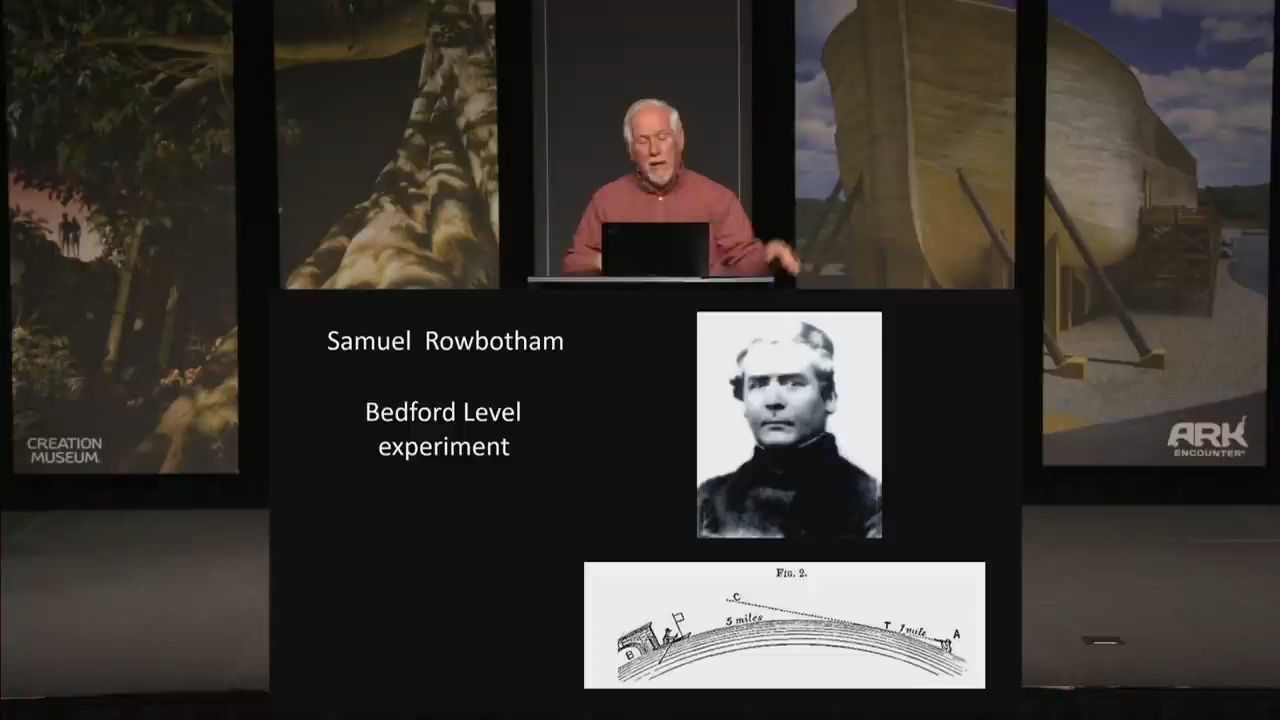 Samuel  Rowbotham
Bedford Level
experiment
CREATION
MUSEUM
ARK
ENCOUNTER
FIG. 2.
C
5 miles
T
1 mile
A
B